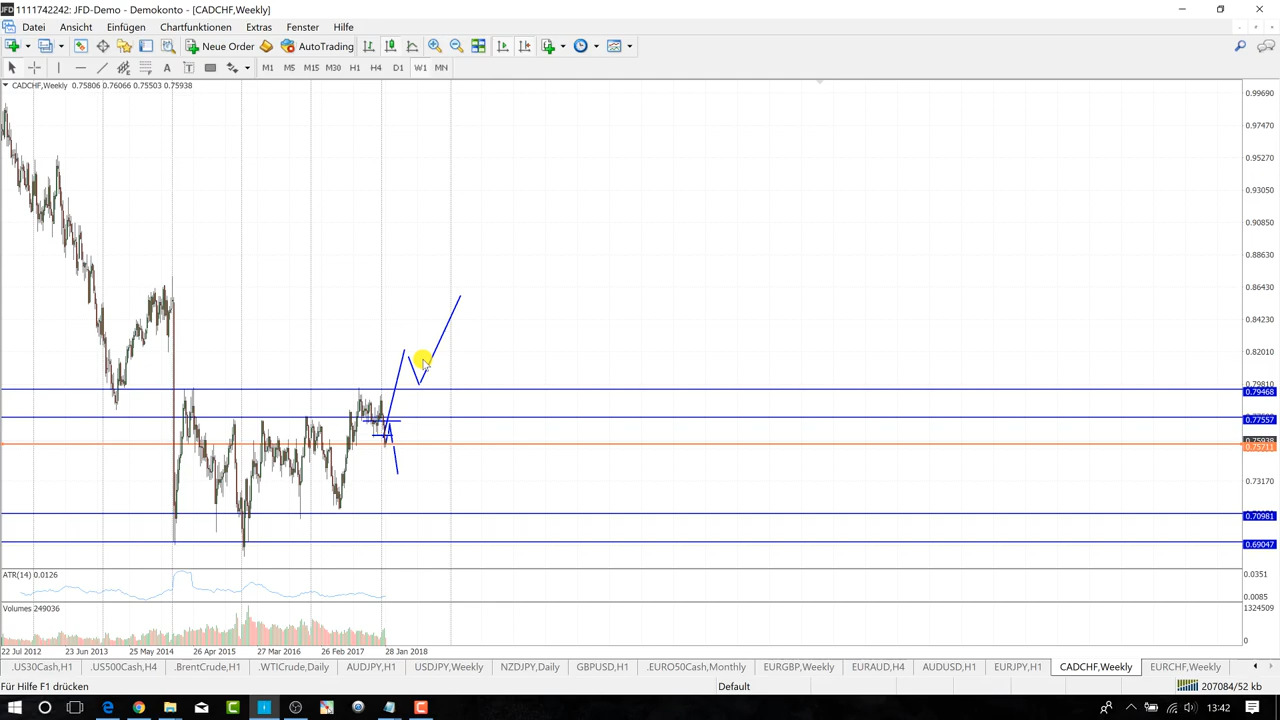 1111742242: JFD-Demo - Demokonto - [CADCHF,Weekly]
Datei Ansicht Einfügen Chartfunktionen Extras Fenster Hilfe
New Order AutoTrading
M1 M5 M15 M30 H1 H4 D1 W1 MN
CADCHF,Weekly 0.75806 0.76066 0.75503 0.75938
0.99690
0.97470
0.95250
0.93050
0.90850
0.88630
0.86430
0.84230
0.82010
0.79810
0.79468
0.77557
0.75938
0.75711
0.73170
0.70981
0.69047
ATR(14) 0.0126
0.0351
0.0085
Volumes 249036
1324509
0
22 Jul 2012 23 Jun 2013 25 May 2014 26 Apr 2015 27 Mar 2016 26 Feb 2017 28 Jan 2018
.US30Cash,H1 .US500Cash,H4 .BrentCrude,H1 .WTICrude,Daily AUDJPY,H1 USDJPY,Weekly NZDJPY,Daily GBPUSD,H1 .EURO50Cash,Monthly EURGBP,Weekly EURAUD,H4 AUDUSD,H1 EURJPY,H1 CADCHF,Weekly EURCHF,Weekly
Für Hilfe F1 drücken Default 207084/52 kb
13:42